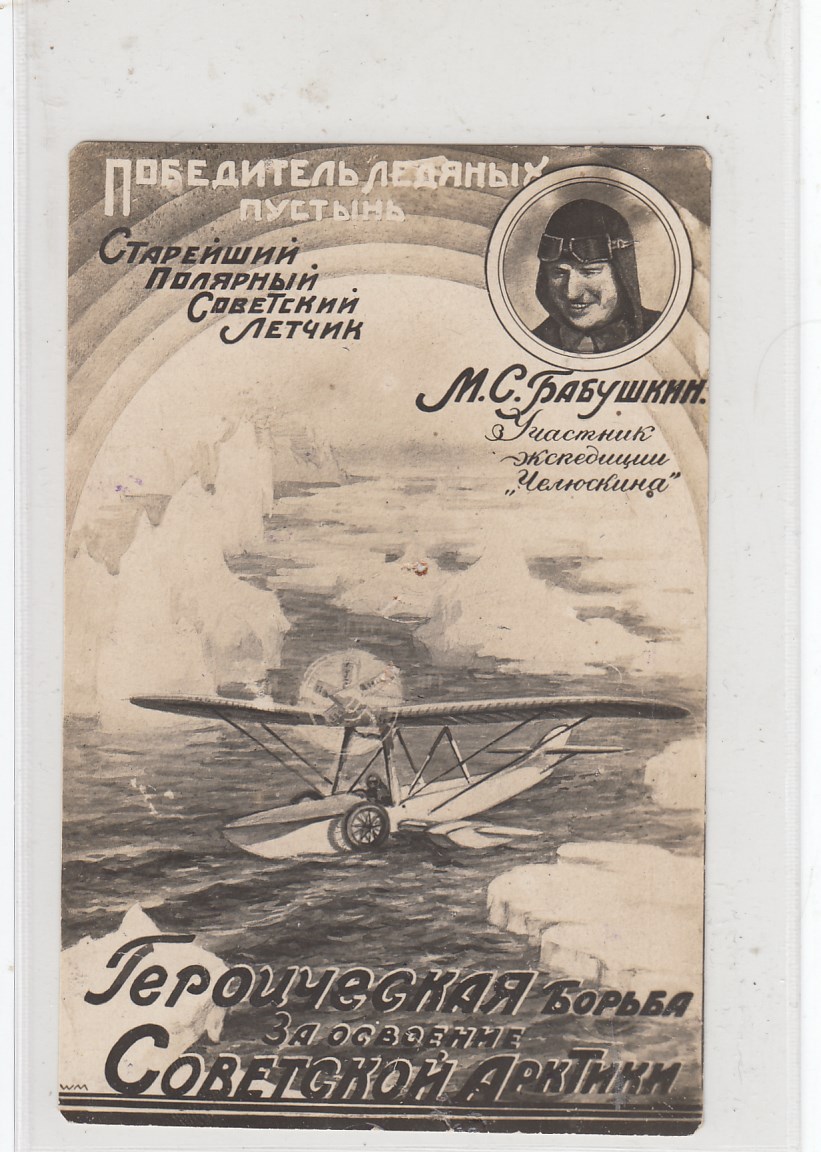 ПОБЕДИТЕЛЬ ЛЕДЯНЫХ
ПУСТЫНЬ
СТАРЕЙШИЙ
ПОЛЯРНЫЙ
СОВЕТСКИЙ
ЛЕТЧИК
М.С. БАБУШКИН.
Участник
экспедиции
„Челюскина"
ГЕРОИЧЕСКАЯ БОРЬБА
ЗА ОСВОЕНИЕ
СОВЕТСКОЙ АРКТИКИ